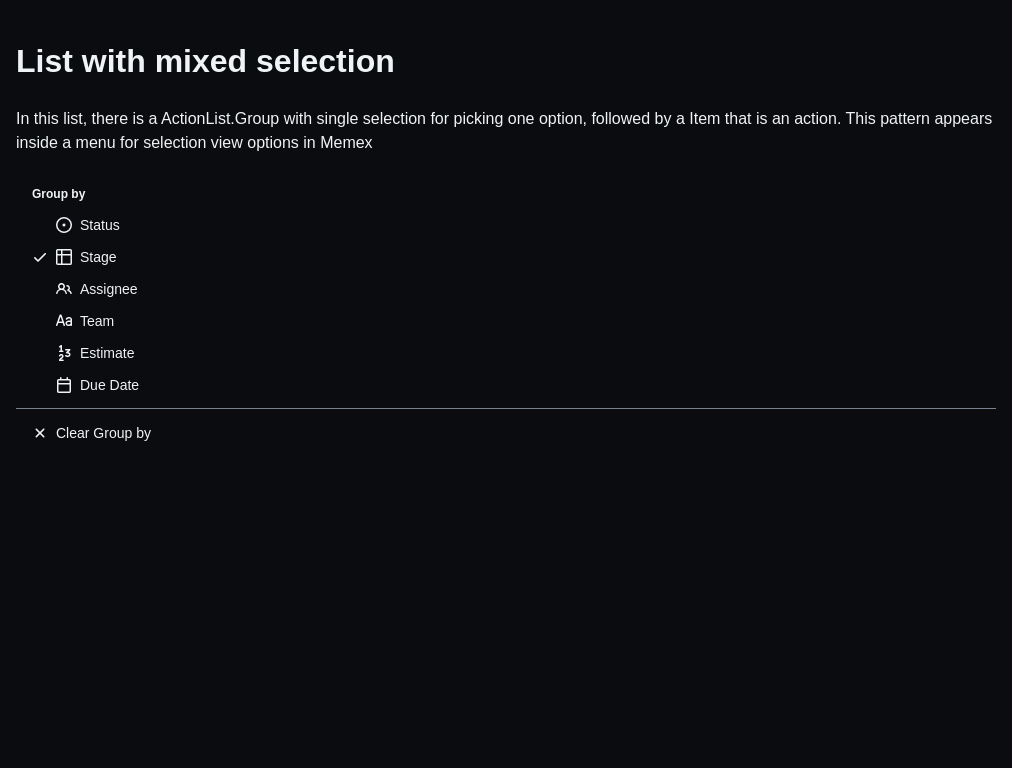 List with mixed selection
In this list, there is a ActionList.Group with single selection for picking one option, followed by a Item that is an action. This pattern appears
inside a menu for selection view options in Memex
Group by
Status
Stage
Assignee
Team
Estimate
Due Date
Clear Group by